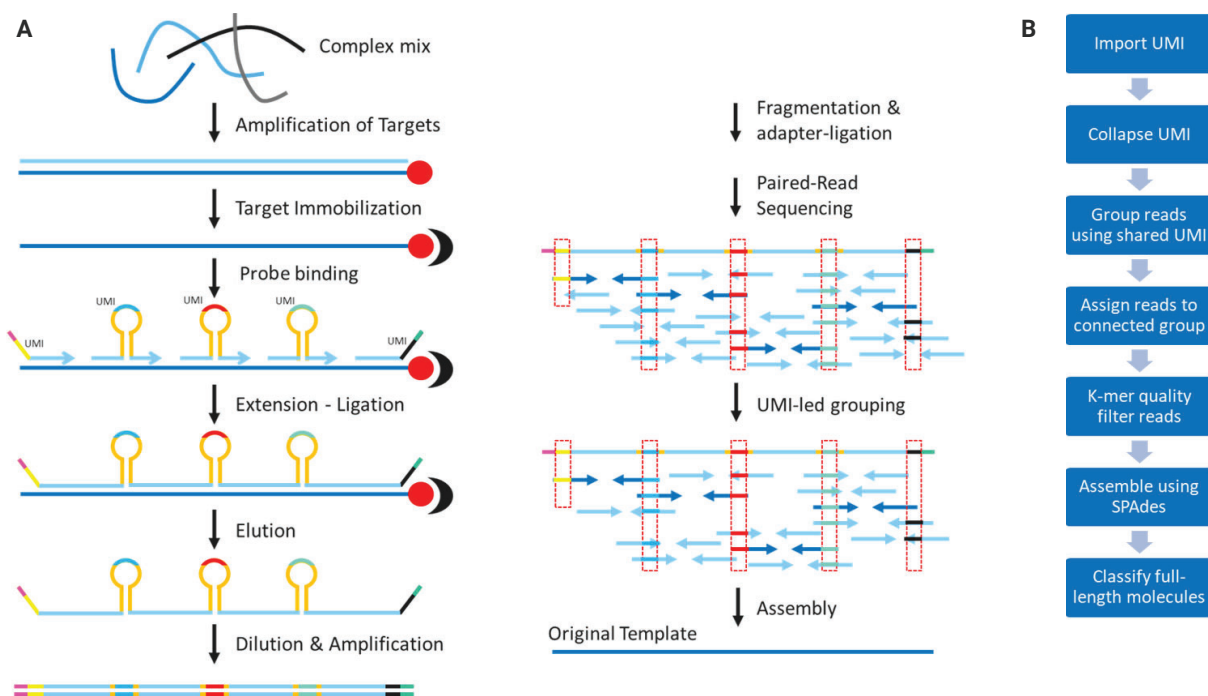 A
Complex mix
Amplification of Targets
Target Immobilization
Probe binding
UMI
UMI
UMI
UMI
UMI
Extension - Ligation
Elution
Dilution & Amplification
Fragmentation &
adapter-ligation
Paired-Read
Sequencing
UMI-led grouping
Assembly
Original Template
B
Import UMI
Collapse UMI
Group reads
using shared UMI
Assign reads to
connected group
K-mer quality
filter reads
Assemble using
SPAdes
Classify full-
length molecules